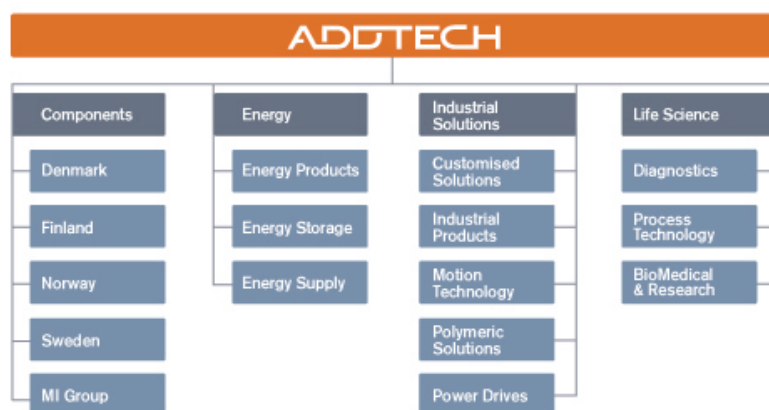 ADDTECH
Components
Denmark
Finland
Norway
Sweden
MI Group
Energy
Energy Products
Energy Storage
Energy Supply
Industrial
Solutions
Customised
Solutions
Industrial
Products
Motion
Technology
Polymeric
Solutions
Power Drives
Life Science
Diagnostics
Process
Technology
BioMedical
& Research